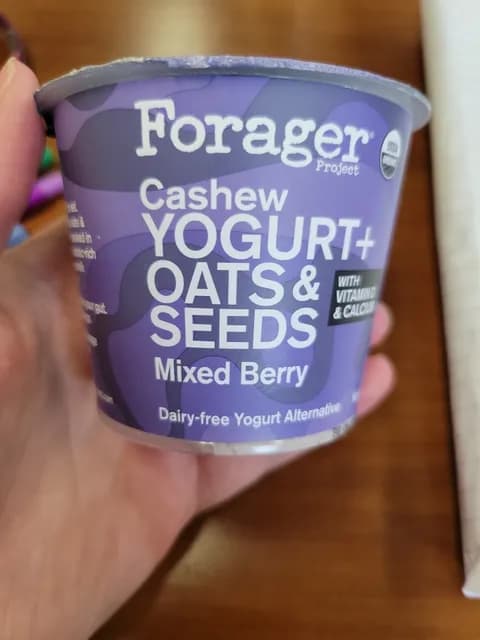 Forager
Project
Cashew
YOGURT+
OATS &
SEEDS
WITH
VITAMIN D
& CALCIUM
Mixed Berry
Dairy-free Yogurt Alternative